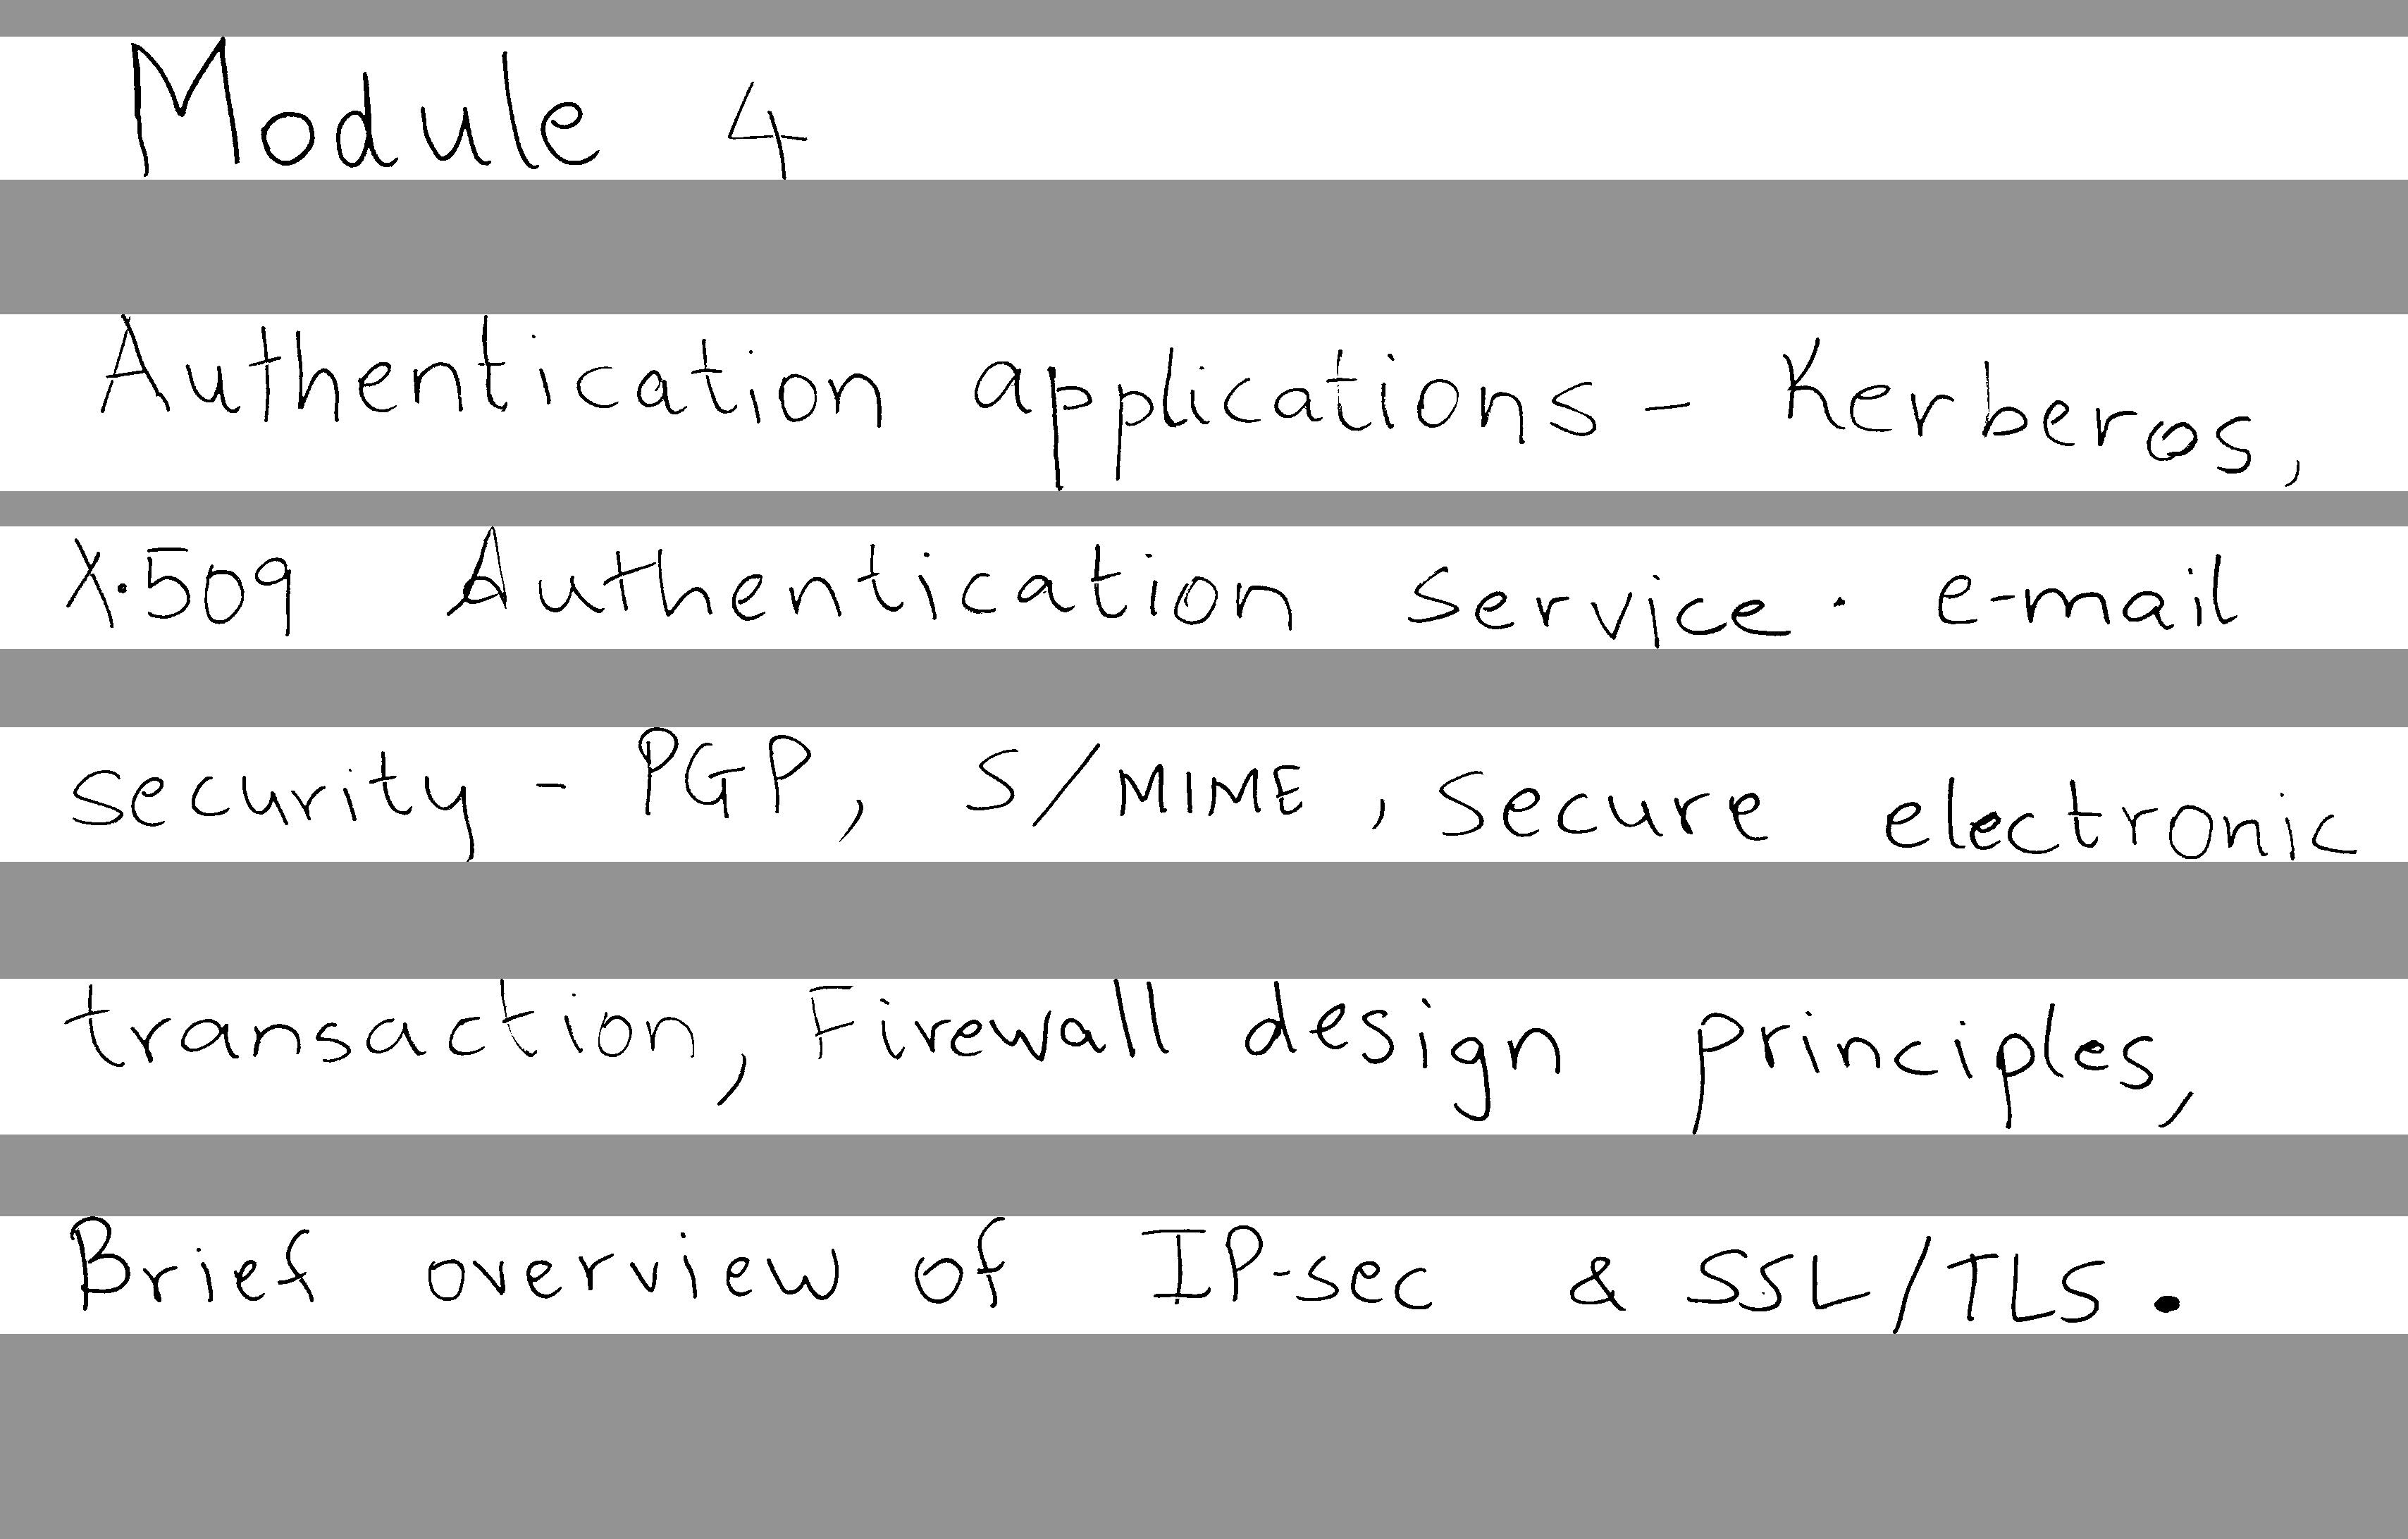 Module 4
Authentication applications - Kerberos,
X.509 Authentication service. e-mail
security - PGP, S/MIME, secure electronic
transaction, Firewall design principles,
Brief overview of IP-sec & SSL/TLS.